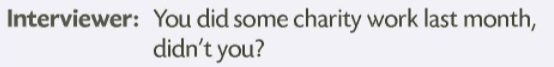 Interviewer: You did some charity work last month,
didn't you?